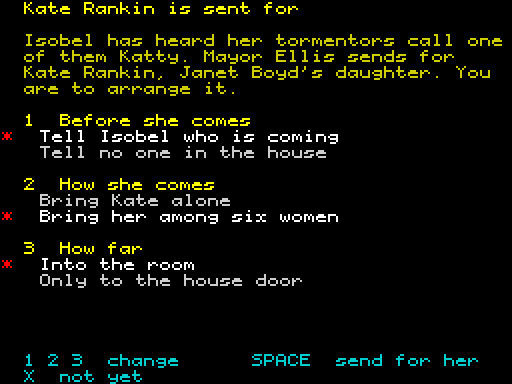 Kate Rankin is sent for
Isobel has heard her tormentors call one
of them Katty. Mayor Ellis sends for
Kate Rankin, Janet Boyd's daughter. You
are to arrange it.
1 Before she comes
* Tell Isobel who is coming
Tell no one in the house
2 How she comes
Bring Kate alone
* Bring her among six women
3 How far
* Into the room
Only to the house door
1 2 3 change SPACE send for her
X not yet